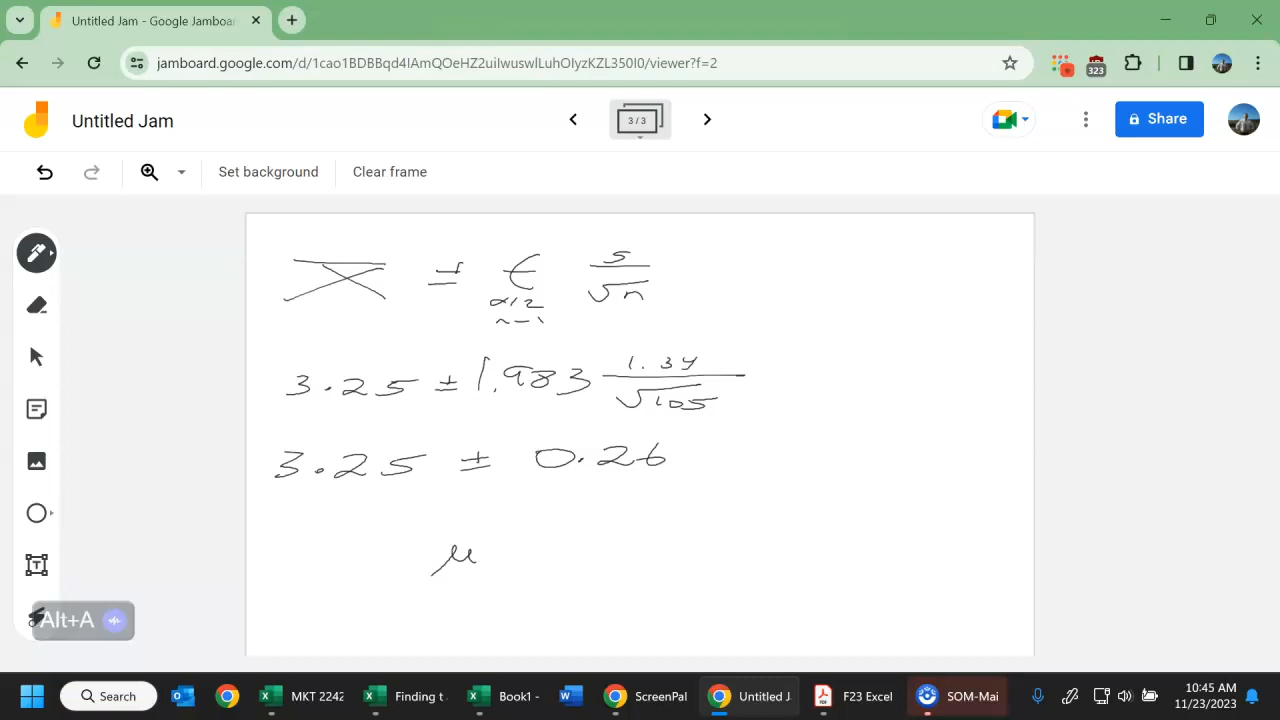 Untitled Jam - Google Jamboard
jamboard.google.com/d/1cao1BDBBqd4IAmQOeHZ2uiIwuswlLuhOIyzKZL350I0/viewer?f=2
323
Untitled Jam
3 / 3
Share
Set background
Clear frame
X̄ ± t α/2 n-1 s/√n
3.25 ± 1.983 1.34/√105
3.25 ± 0.26
μ
Alt+A
Search
MKT 2242
Finding t
Book1 -
ScreenPal
Untitled J
F23 Excel
SOM-Mai
10:45 AM
11/23/2023